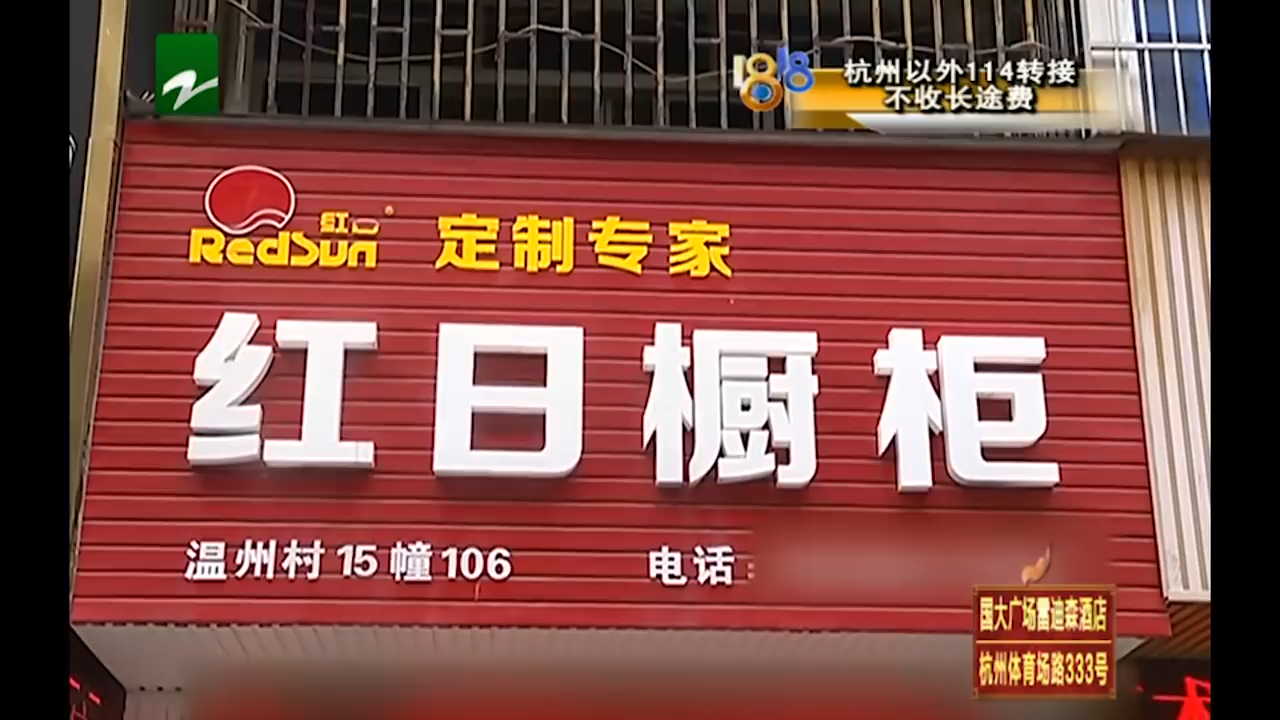 1818
杭州以外114转接
不收长途费
红日
RedSun
定制专家
红日橱柜
温州村15幢106
电话:
国大广场雷迪森酒店
杭州体育场路333号